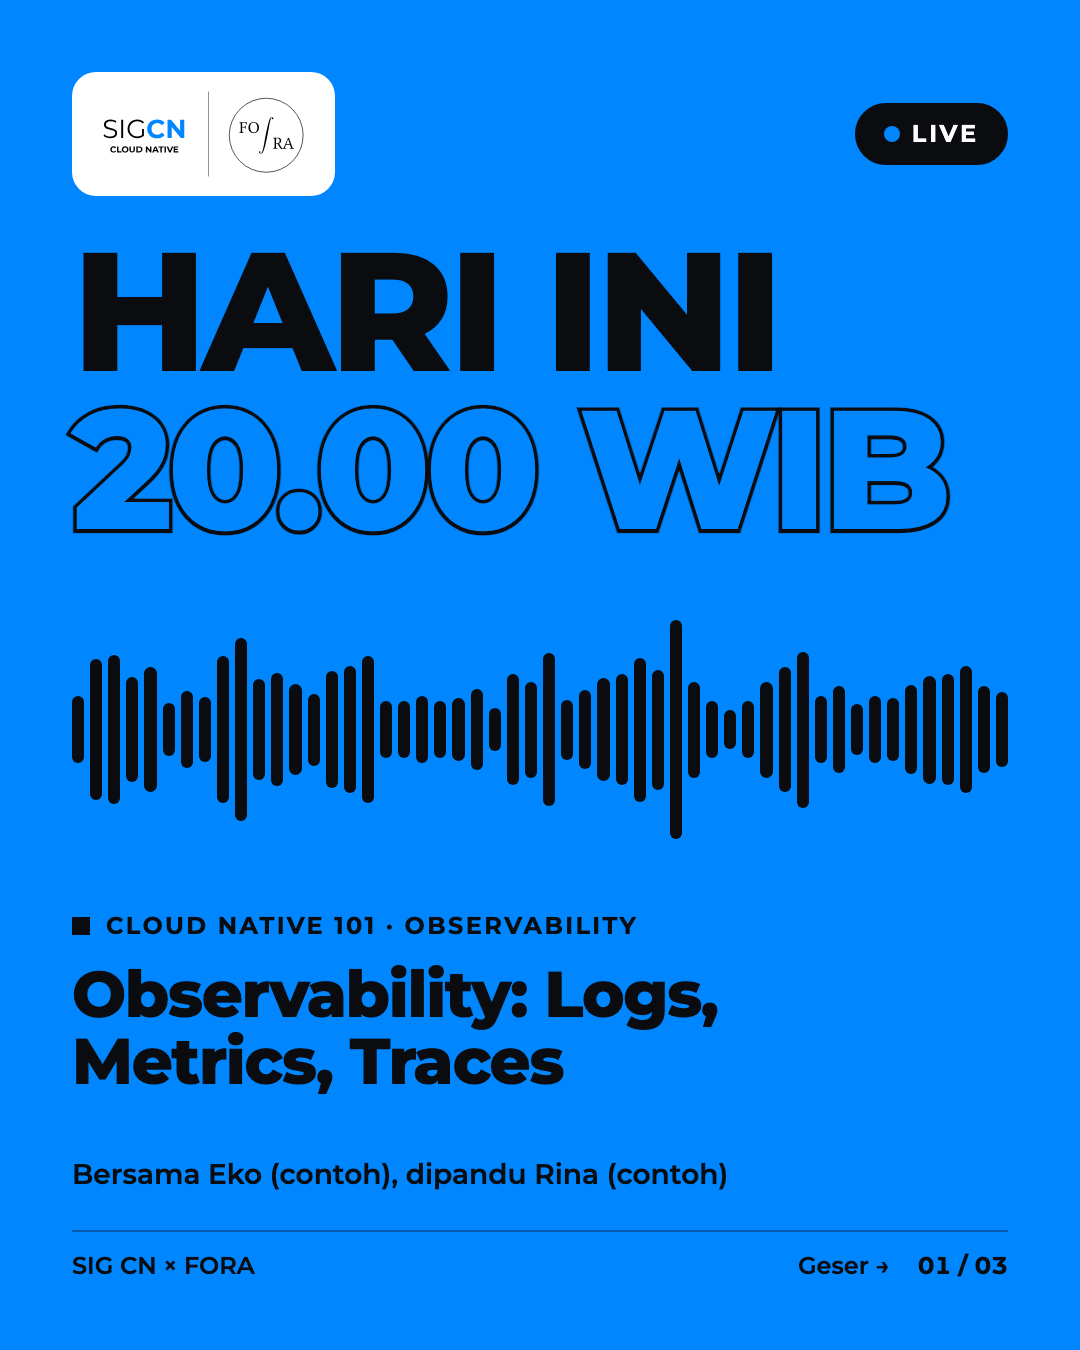 SIGCN
CLOUD NATIVE
FO
RA
LIVE
HARI INI
20.00 WIB
CLOUD NATIVE 101 · OBSERVABILITY
Observability: Logs,
Metrics, Traces
Bersama Eko (contoh), dipandu Rina (contoh)
SIG CN × FORA
Geser → 01 / 03